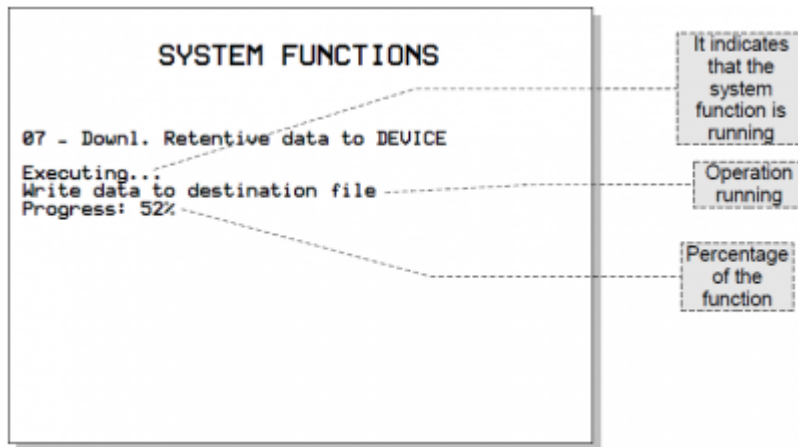 SYSTEM FUNCTIONS
07 - Downl. Retentive data to DEVICE
Executing...
Write data to destination file
Progress: 52%
It indicates
that the
system
function is
running
Operation
running
Percentage
of the
function